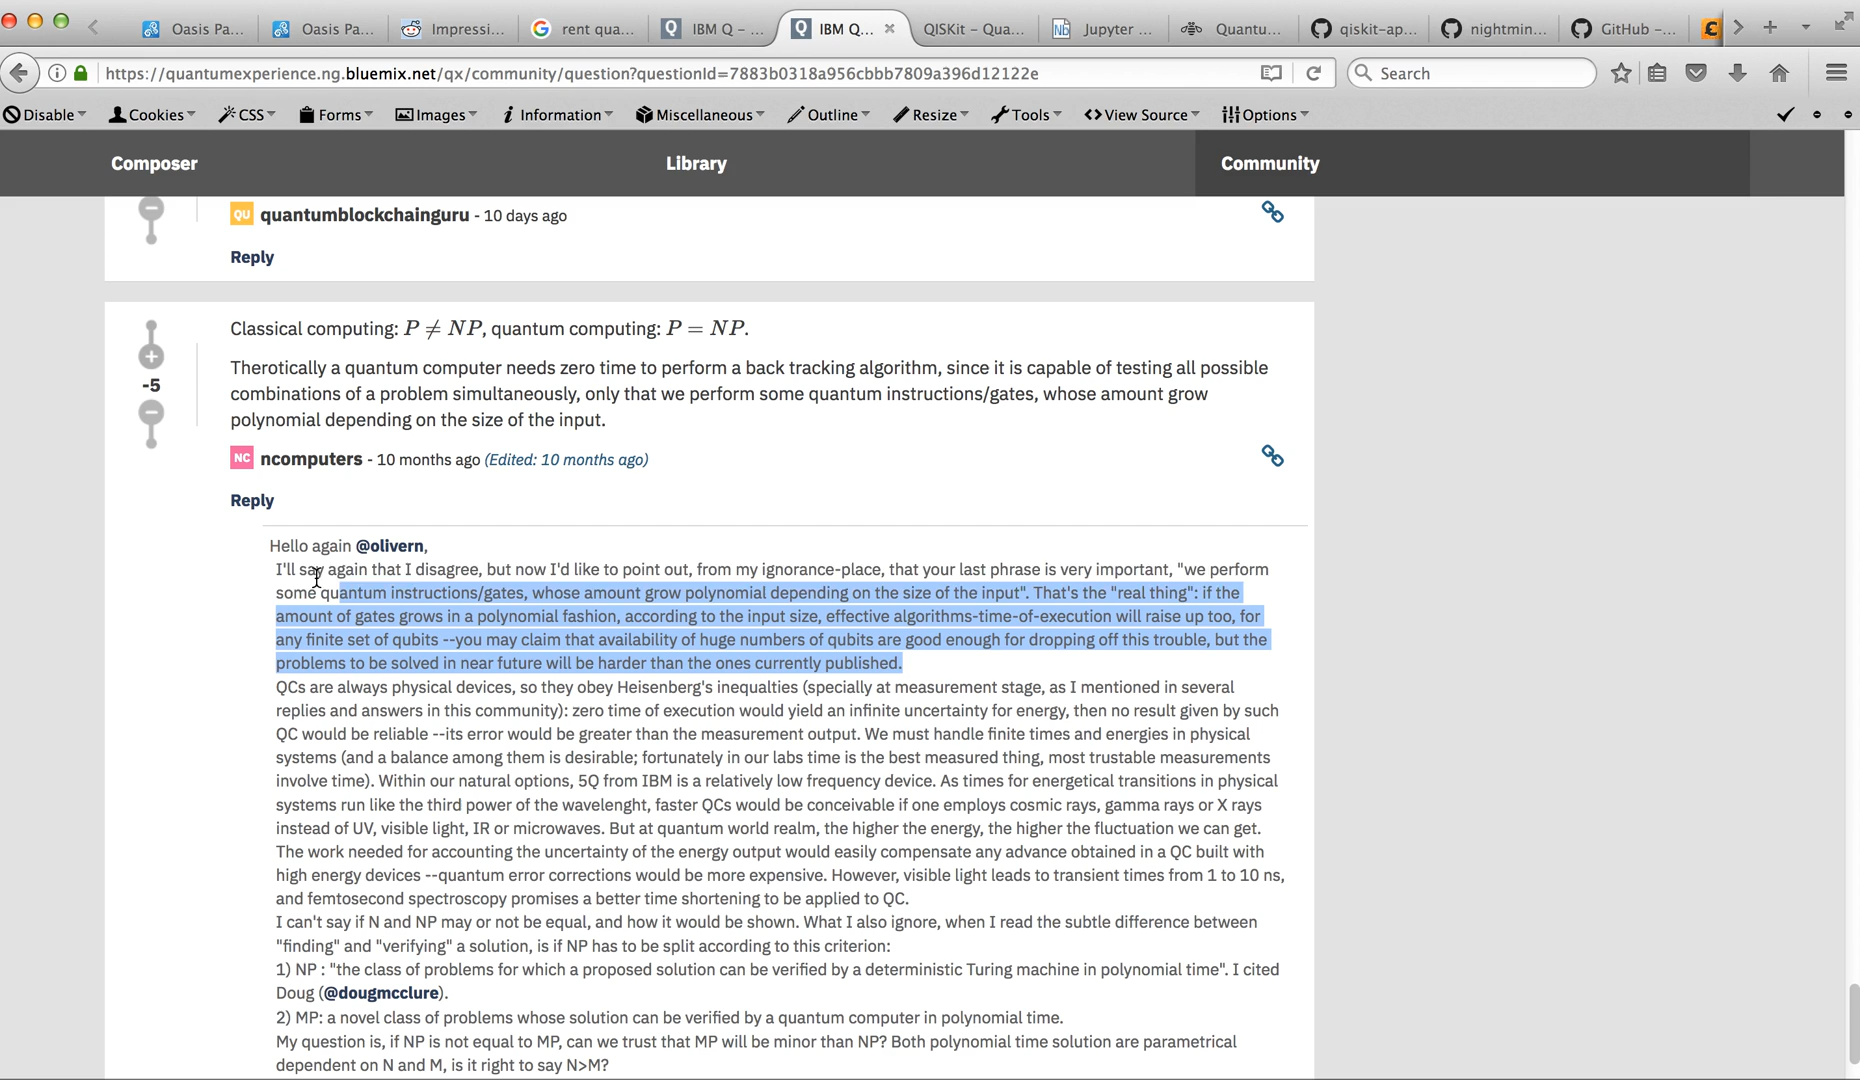 Oasis Pa...
Oasis Pa...
Impressi...
rent qua...
IBM Q – ...
IBM Q...
QISKit - Qua...
Jupyter ...
Quantu...
qiskit-ap...
nightmin...
GitHub -...
https://quantumexperience.ng.bluemix.net/qx/community/question?questionId=7883b0318a956cbbb7809a396d12122e
Search
Disable
Cookies
CSS
Forms
Images
Information
Miscellaneous
Outline
Resize
Tools
View Source
Options
Composer
Library
Community
QU quantumblockchainguru - 10 days ago
Reply
Classical computing: P ≠ NP, quantum computing: P = NP.
Therotically a quantum computer needs zero time to perform a back tracking algorithm, since it is capable of testing all possible
combinations of a problem simultaneously, only that we perform some quantum instructions/gates, whose amount grow
polynomial depending on the size of the input.
-5
NC ncomputers - 10 months ago (Edited: 10 months ago)
Reply
Hello again @olivern,
I'll say again that I disagree, but now I'd like to point out, from my ignorance-place, that your last phrase is very important, "we perform
some quantum instructions/gates, whose amount grow polynomial depending on the size of the input". That's the "real thing": if the
amount of gates grows in a polynomial fashion, according to the input size, effective algorithms-time-of-execution will raise up too, for
any finite set of qubits --you may claim that availability of huge numbers of qubits are good enough for dropping off this trouble, but the
problems to be solved in near future will be harder than the ones currently published.
QCs are always physical devices, so they obey Heisenberg's inequalties (specially at measurement stage, as I mentioned in several
replies and answers in this community): zero time of execution would yield an infinite uncertainty for energy, then no result given by such
QC would be reliable --its error would be greater than the measurement output. We must handle finite times and energies in physical
systems (and a balance among them is desirable; fortunately in our labs time is the best measured thing, most trustable measurements
involve time). Within our natural options, 5Q from IBM is a relatively low frequency device. As times for energetical transitions in physical
systems run like the third power of the wavelenght, faster QCs would be conceivable if one employs cosmic rays, gamma rays or X rays
instead of UV, visible light, IR or microwaves. But at quantum world realm, the higher the energy, the higher the fluctuation we can get.
The work needed for accounting the uncertainty of the energy output would easily compensate any advance obtained in a QC built with
high energy devices --quantum error corrections would be more expensive. However, visible light leads to transient times from 1 to 10 ns,
and femtosecond spectroscopy promises a better time shortening to be applied to QC.
I can't say if N and NP may or not be equal, and how it would be shown. What I also ignore, when I read the subtle difference between
"finding" and "verifying" a solution, is if NP has to be split according to this criterion:
1) NP : "the class of problems for which a proposed solution can be verified by a deterministic Turing machine in polynomial time". I cited
Doug (@dougmcclure).
2) MP: a novel class of problems whose solution can be verified by a quantum computer in polynomial time.
My question is, if NP is not equal to MP, can we trust that MP will be minor than NP? Both polynomial time solution are parametrical
dependent on N and M, is it right to say N>M?